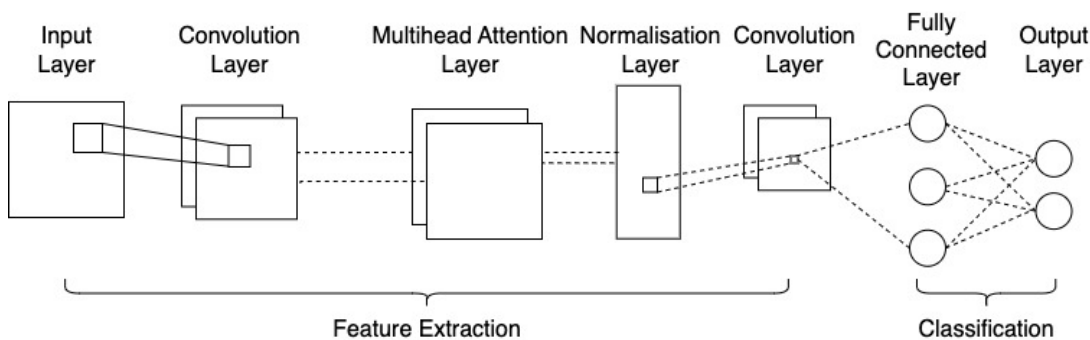 Input
Layer
Convolution
Layer
Multihead Attention
Layer
Normalisation
Layer
Convolution
Layer
Fully
Connected
Layer
Output
Layer
Feature Extraction
Classification